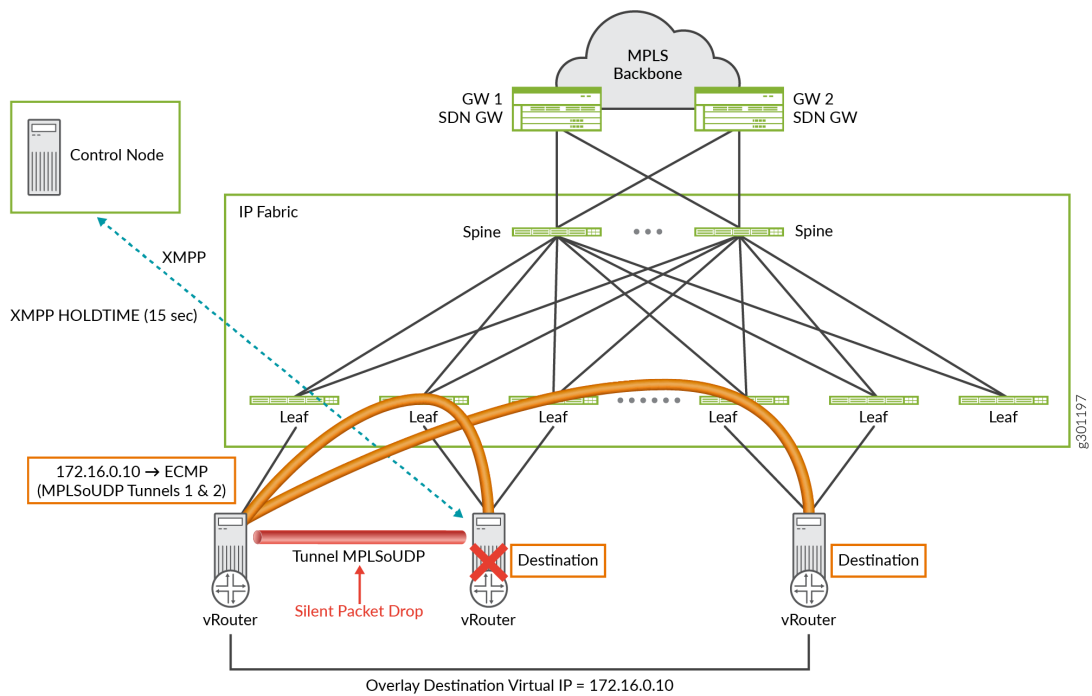 MPLS
Backbone
GW 1
SDN GW
GW 2
SDN GW
Control Node
IP Fabric
Spine
Spine
XMPP
XMPP HOLDTIME (15 sec)
Leaf
Leaf
Leaf
Leaf
Leaf
Leaf
g301197
172.16.0.10 → ECMP
(MPLSoUDP Tunnels 1 & 2)
Tunnel MPLSoUDP
Destination
Destination
Silent Packet Drop
vRouter
vRouter
vRouter
Overlay Destination Virtual IP = 172.16.0.10